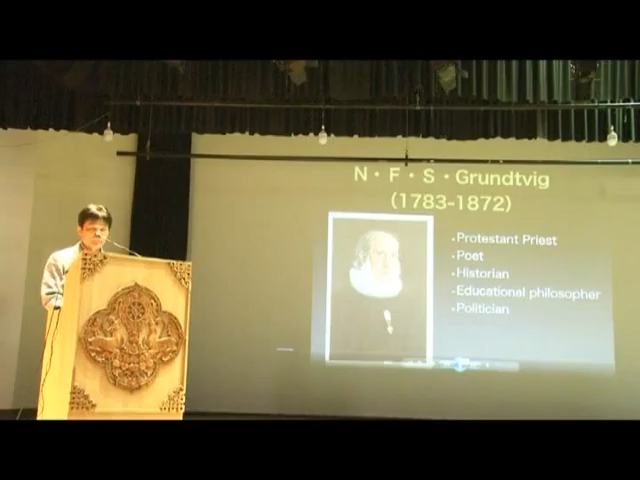 N・F・S・Grundtvig
(1783-1872)
・Protestant Priest
・Poet
・Historian
・Educational philosopher
・Politician